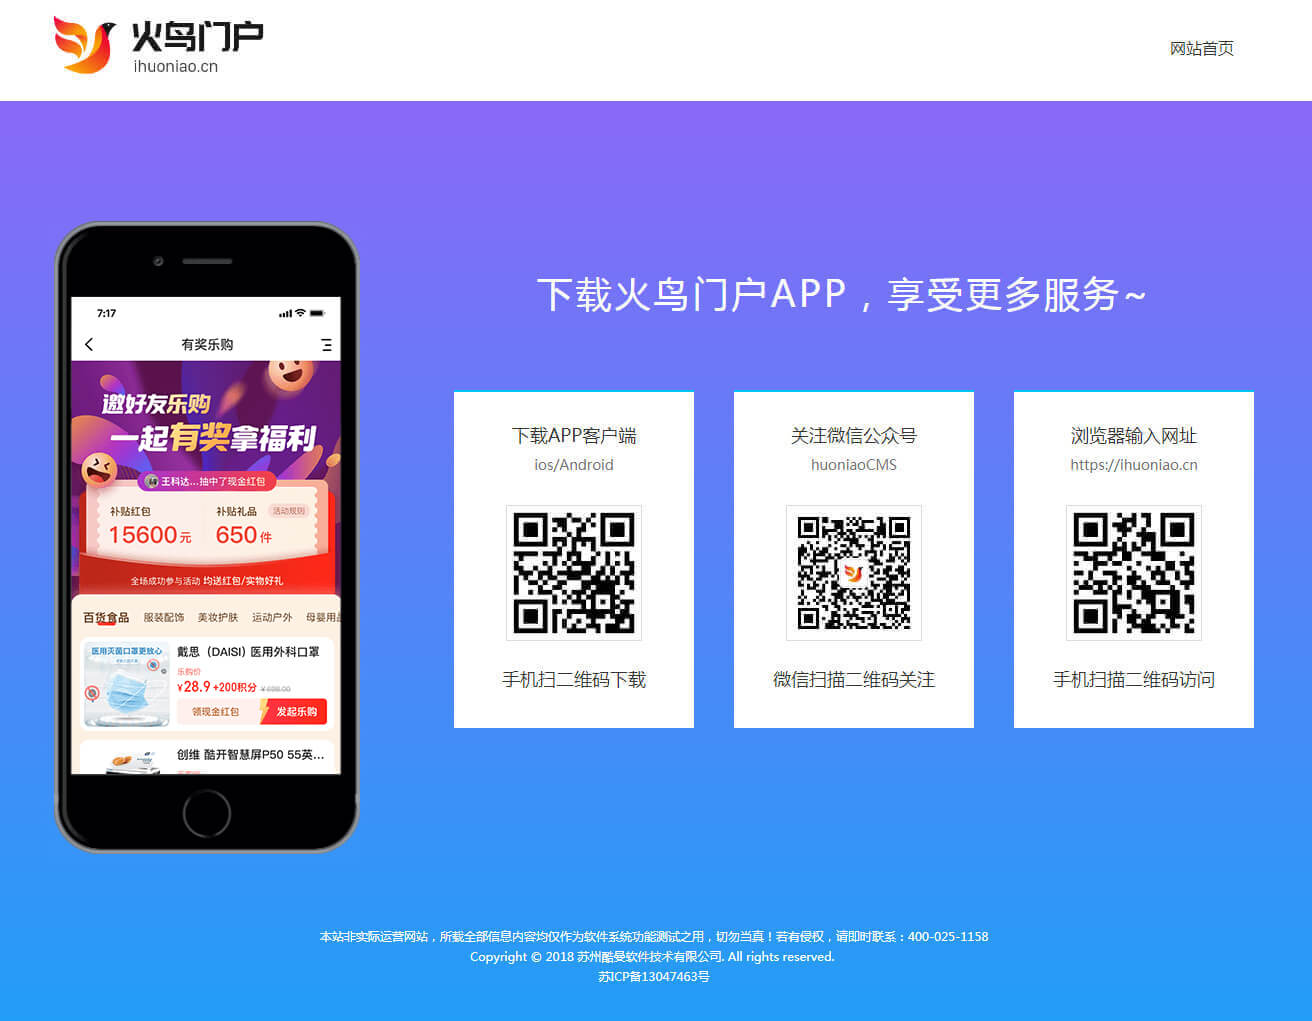 火鸟门户
ihuoniao.cn
网站首页
7:17
有奖乐购
邀好友乐购
一起有奖拿福利
王科达...抽中了现金红包
补贴红包
15600元
补贴礼品
650件
活动规则
全场成功参与活动 均送红包/实物好礼
百货食品 服装配饰 美妆护肤 运动户外 母婴用品
医用灭菌口罩更放心
戴思（DAISI）医用外科口罩
乐购价
¥28.9 +200积分 ¥698.00
领现金红包 发起乐购
创维 酷开智慧屏P50 55英...
下载火鸟门户APP，享受更多服务~
下载APP客户端
ios/Android
手机扫二维码下载
关注微信公众号
huoniaoCMS
微信扫描二维码关注
浏览器输入网址
https://ihuoniao.cn
手机扫描二维码访问
本站非实际运营网站，所载全部信息内容均仅作为软件系统功能测试之用，切勿当真！若有侵权，请即时联系：400-025-1158
Copyright © 2018 苏州酷曼软件技术有限公司. All rights reserved.
苏ICP备13047463号